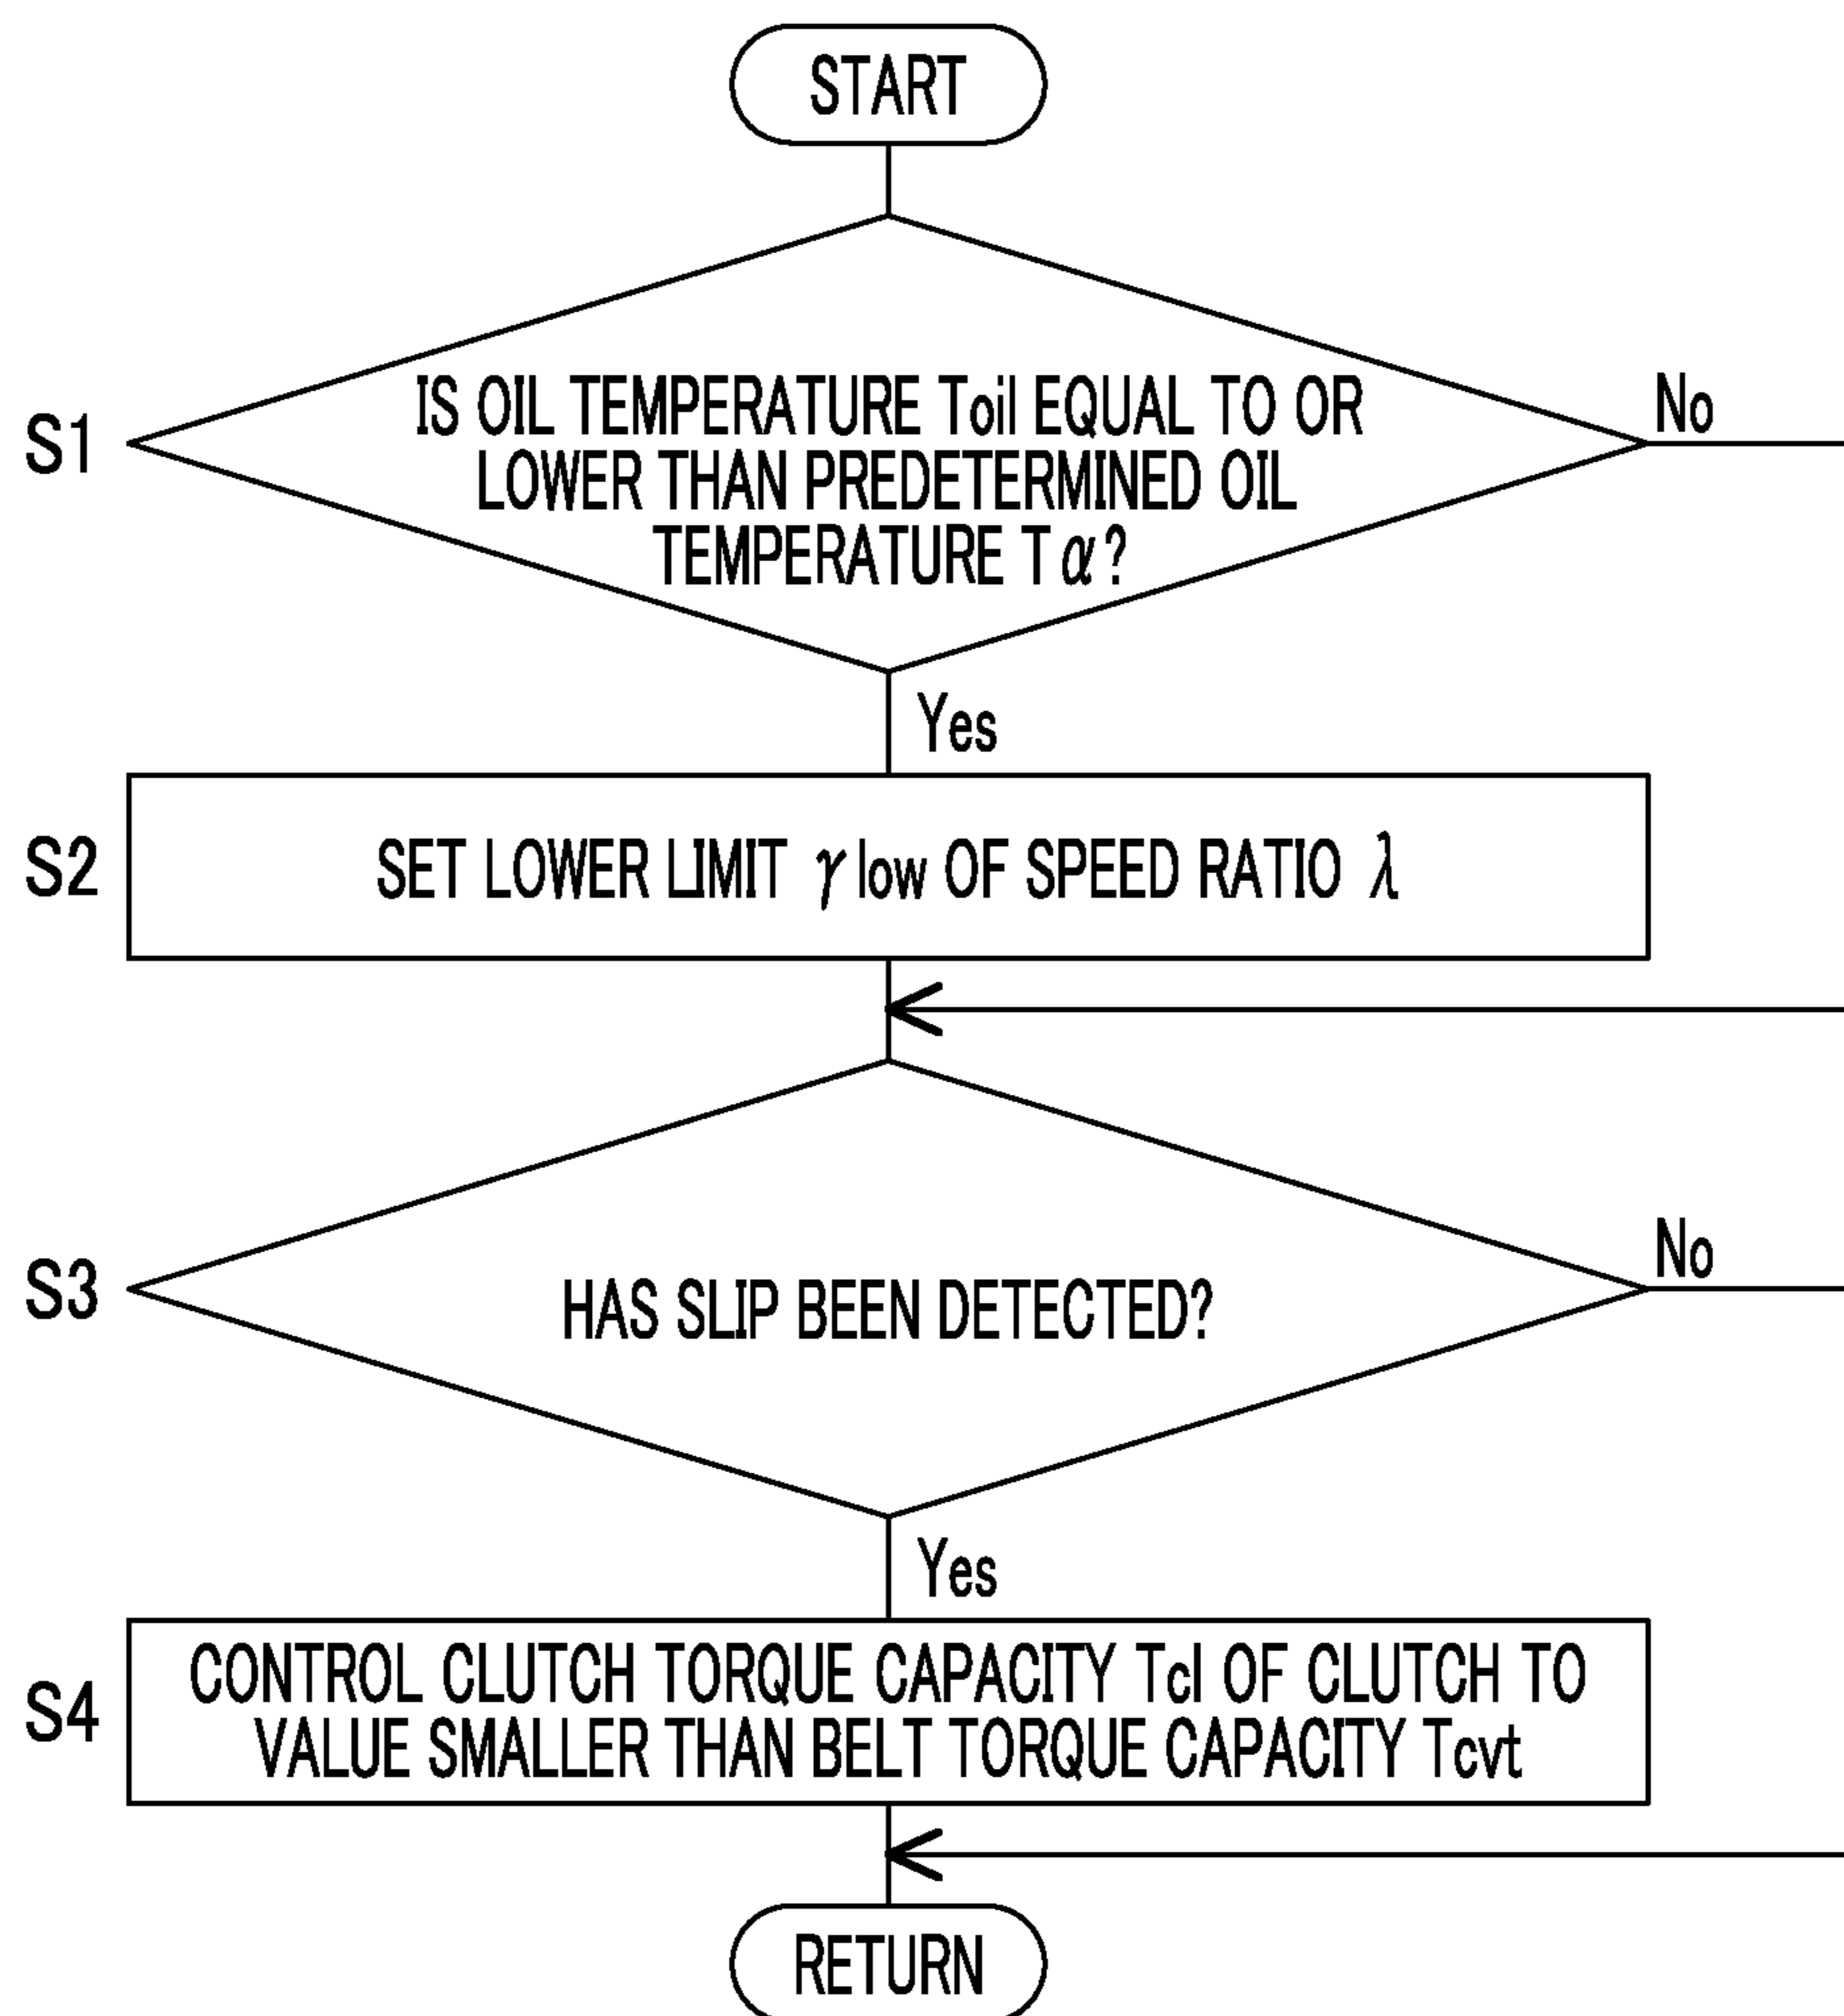 START
S1
IS OIL TEMPERATURE Toil EQUAL TO OR
LOWER THAN PREDETERMINED OIL
TEMPERATURE Tα?
No
Yes
S2
SET LOWER LIMIT γlow OF SPEED RATIO λ
S3
HAS SLIP BEEN DETECTED?
No
Yes
S4
CONTROL CLUTCH TORQUE CAPACITY Tcl OF CLUTCH TO
VALUE SMALLER THAN BELT TORQUE CAPACITY Tcvt
RETURN